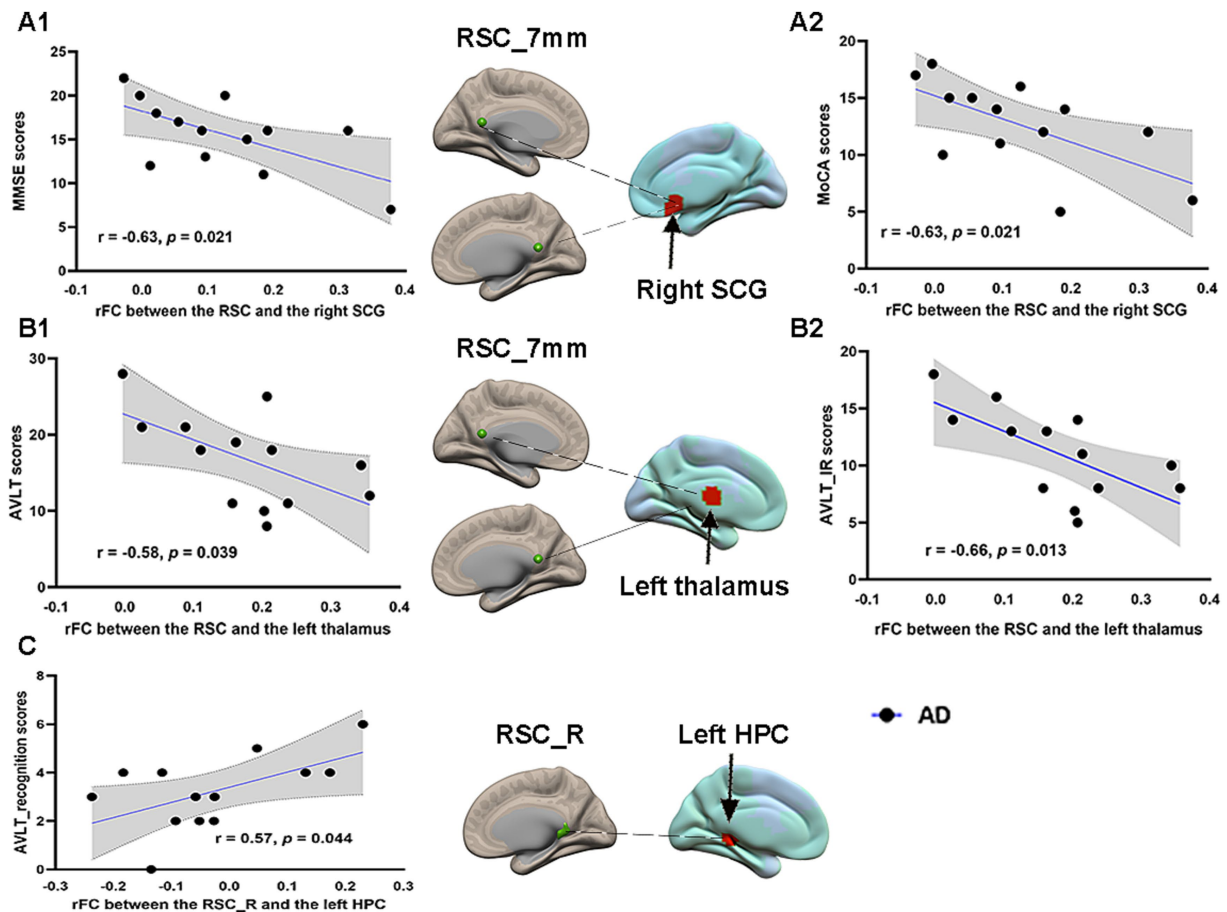 A1
RSC_7mm
A2
MMSE scores
25
20
15
10
5
0
r = -0.63, p = 0.021
-0.1 0.0 0.1 0.2 0.3 0.4
rFC between the RSC and the right SCG
Right SCG
MoCA scores
20
15
10
5
0
r = -0.63, p = 0.021
-0.1 0.0 0.1 0.2 0.3 0.4
rFC between the RSC and the right SCG
B1
RSC_7mm
B2
AVLT scores
30
20
10
0
r = -0.58, p = 0.039
-0.1 0.0 0.1 0.2 0.3 0.4
rFC between the RSC and the left thalamus
Left thalamus
AVLT_IR scores
20
15
10
5
0
r = -0.66, p = 0.013
-0.1 0.0 0.1 0.2 0.3 0.4
rFC between the RSC and the left thalamus
C
AVLT_recognition scores
8
6
4
2
0
r = 0.57, p = 0.044
-0.3 -0.2 -0.1 0.0 0.1 0.2 0.3
rFC between the RSC_R and the left HPC
RSC_R
Left HPC
AD